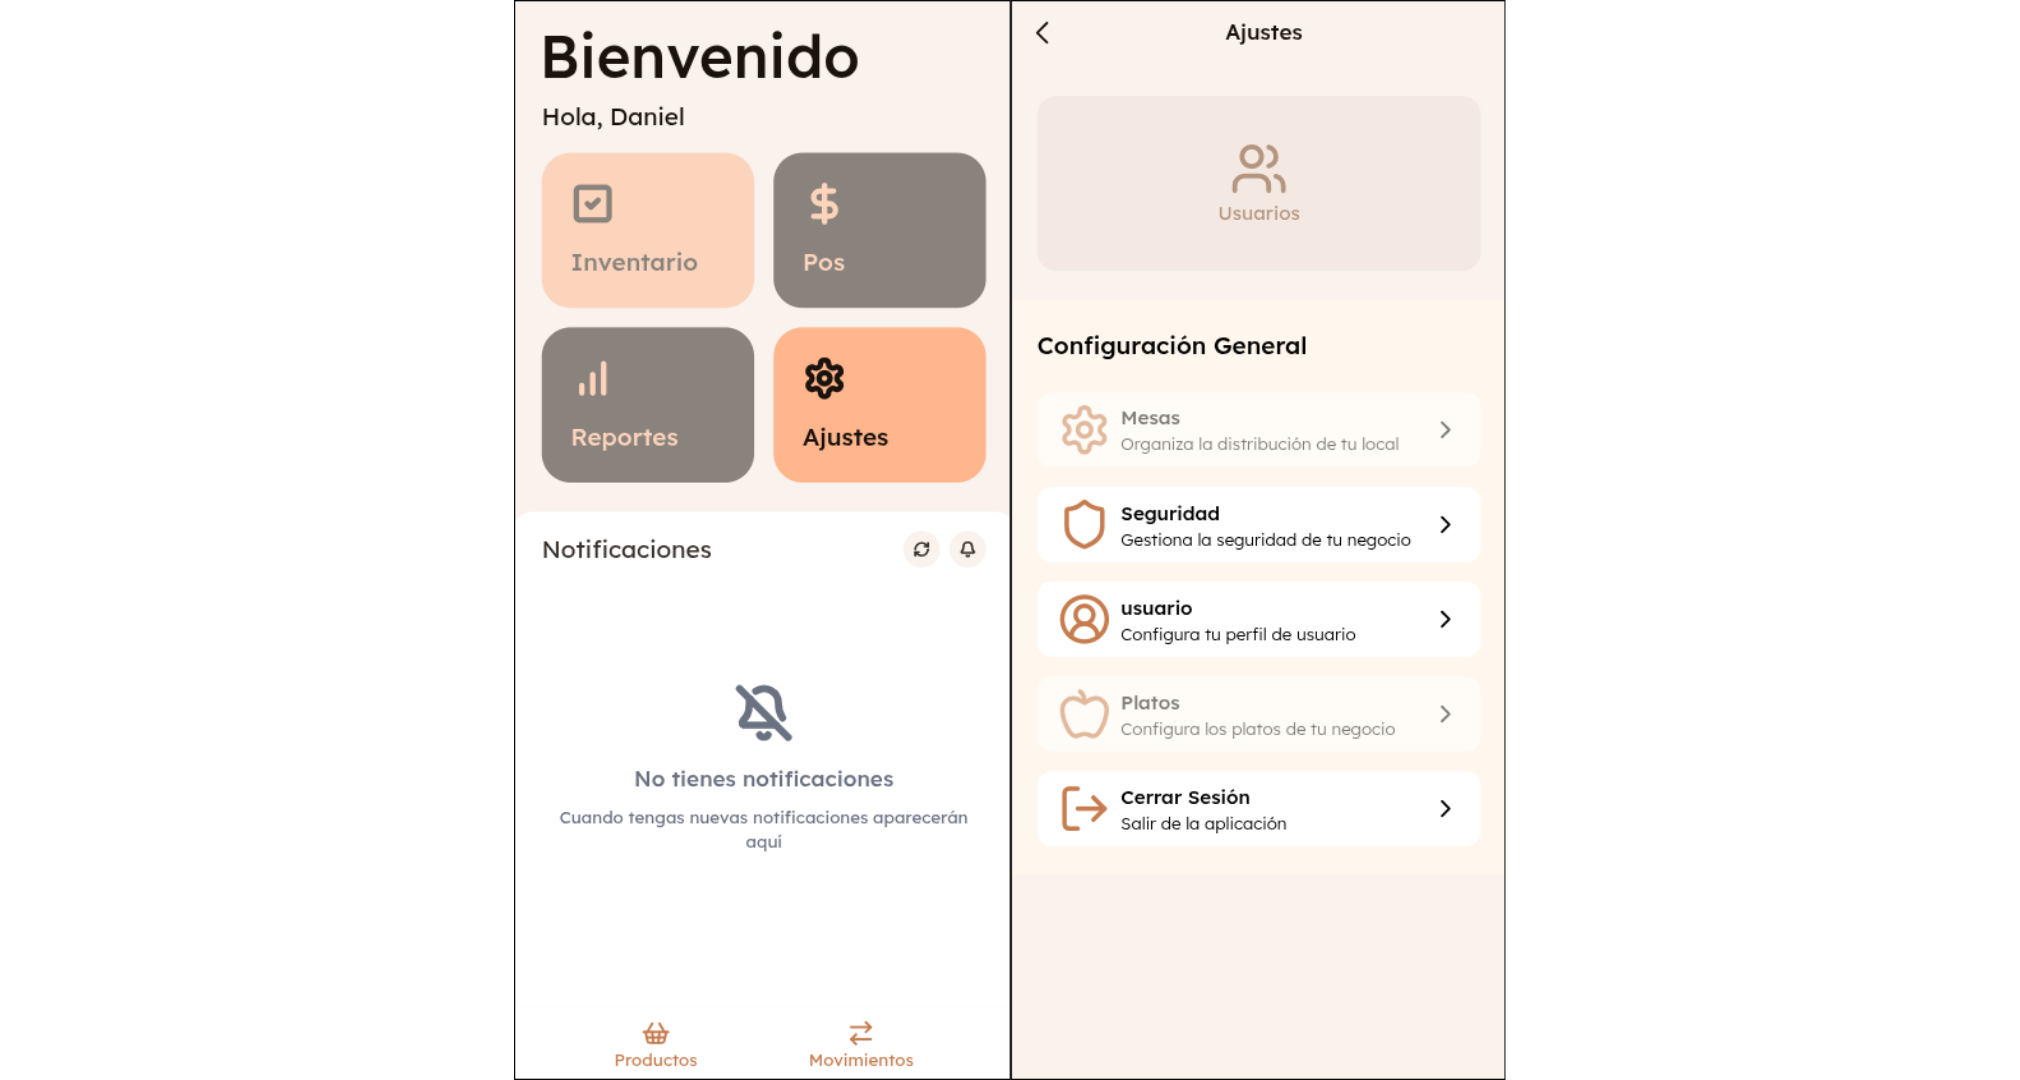 Bienvenido
Hola, Daniel
Inventario
Pos
Reportes
Ajustes
Notificaciones
No tienes notificaciones
Cuando tengas nuevas notificaciones aparecerán
aquí
Productos
Movimientos
Ajustes
Usuarios
Configuración General
Mesas
Organiza la distribución de tu local
Seguridad
Gestiona la seguridad de tu negocio
usuario
Configura tu perfil de usuario
Platos
Configura los platos de tu negocio
Cerrar Sesión
Salir de la aplicación